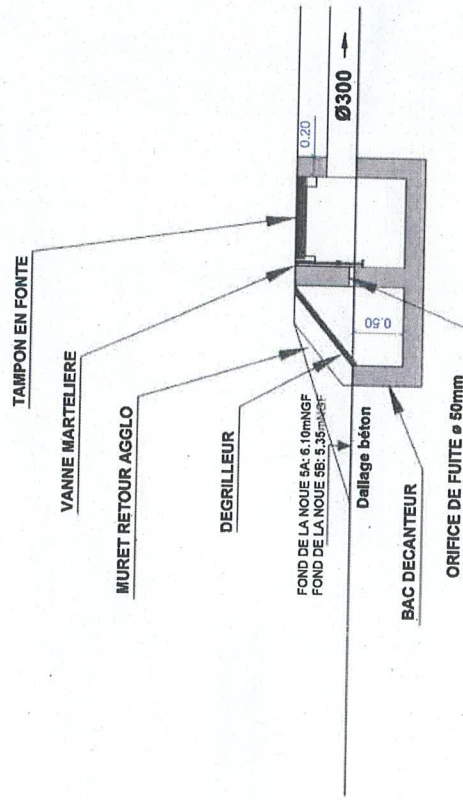 TAMPON EN FONTE
VANNE MARTELIERE
MURET RETOUR AGGLO
DEGRILLEUR
FOND DE LA NOUE 5A: 6.10mNGF
FOND DE LA NOUE 5B: 5.35mNGF
Dallage béton
BAC DECANTEUR
ORIFICE DE FUITE ø 50mm
0.50
0.20
Ø300